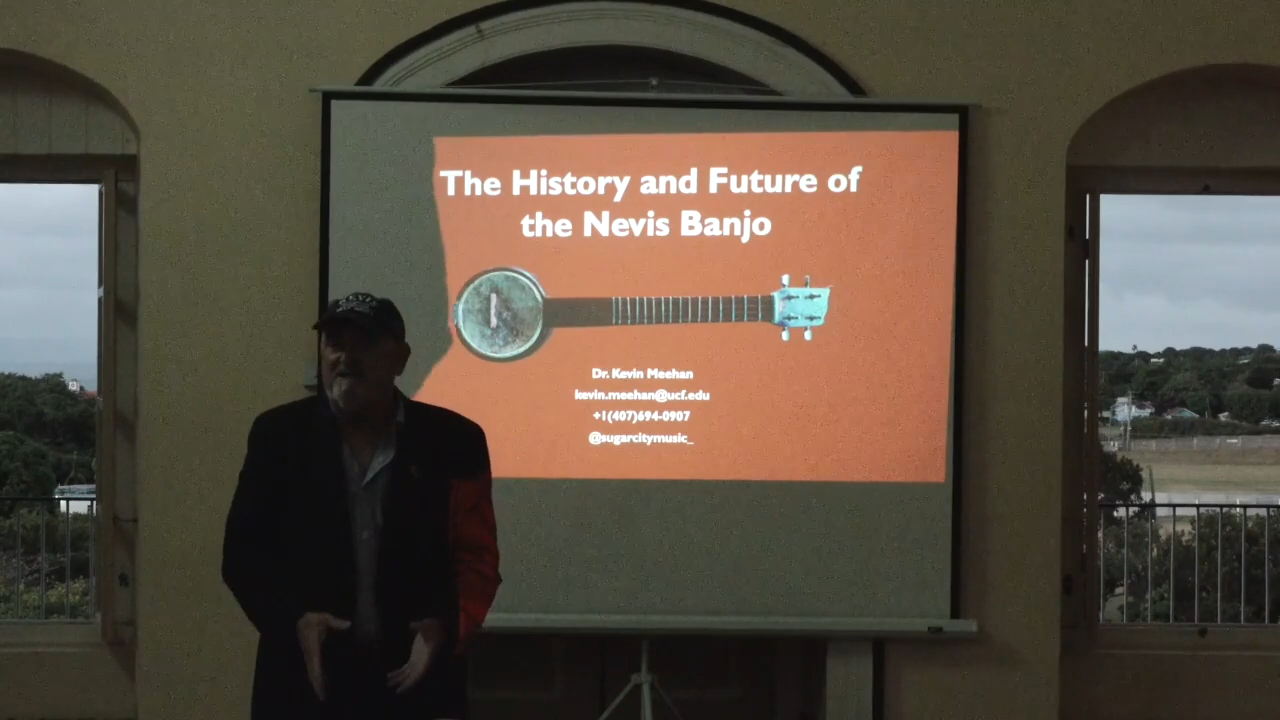 The History and Future of
the Nevis Banjo
Dr. Kevin Meehan
kevin.meehan@ucf.edu
+1(407)694-0907
@sugarcitymusic_